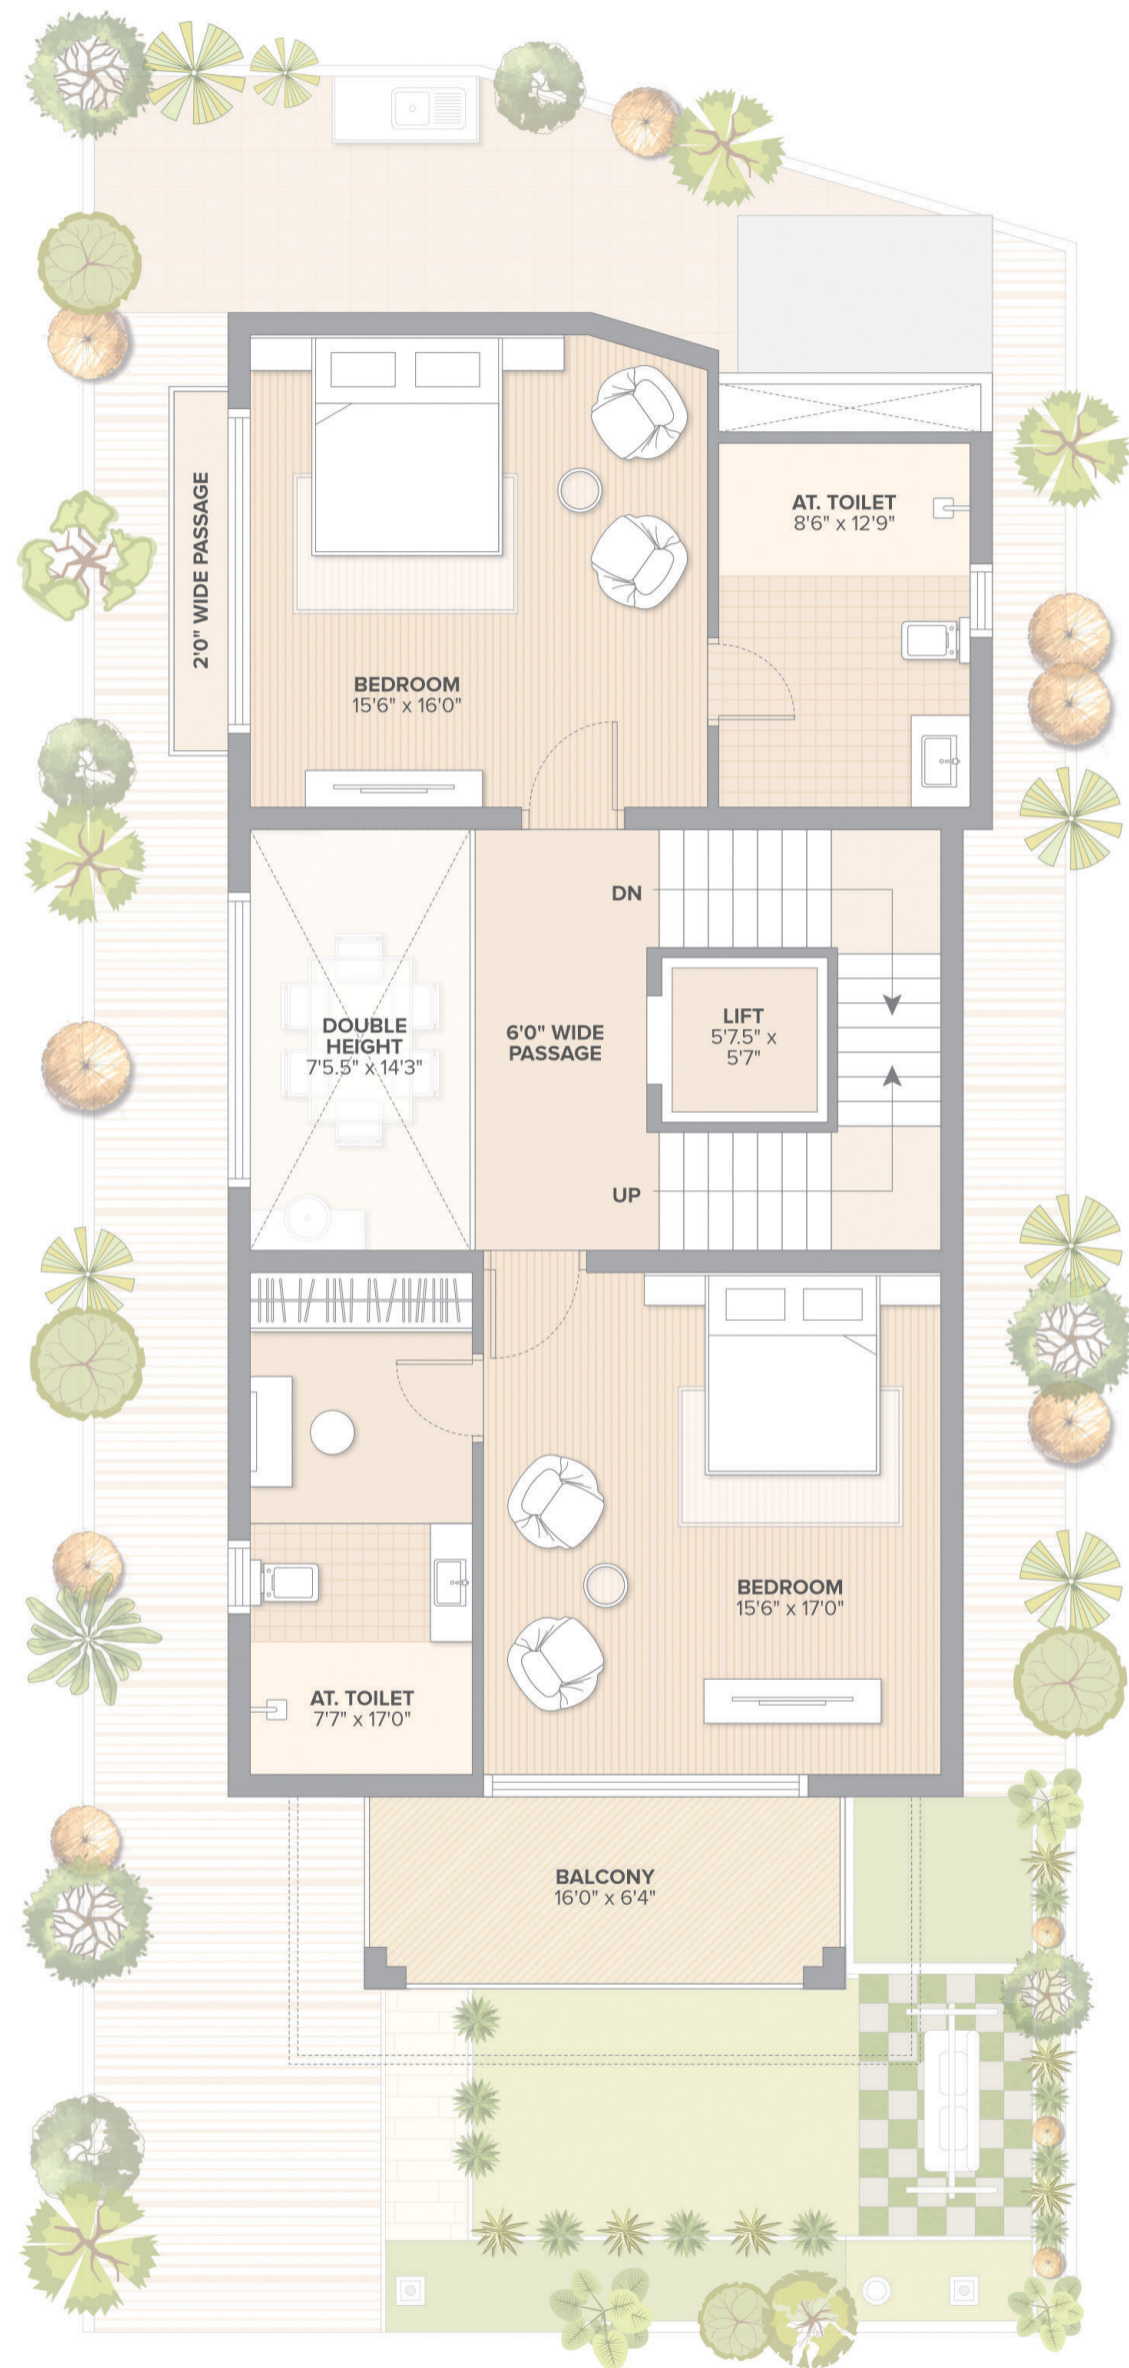 AT. TOILET
8'6" x 12'9"
2'0" WIDE PASSAGE
BEDROOM
15'6" x 16'0"
DN
DOUBLE
HEIGHT
7'5.5" x 14'3"
6'0" WIDE
PASSAGE
LIFT
5'7.5" x
5'7"
UP
BEDROOM
15'6" x 17'0"
AT. TOILET
7'7" x 17'0"
BALCONY
16'0" x 6'4"